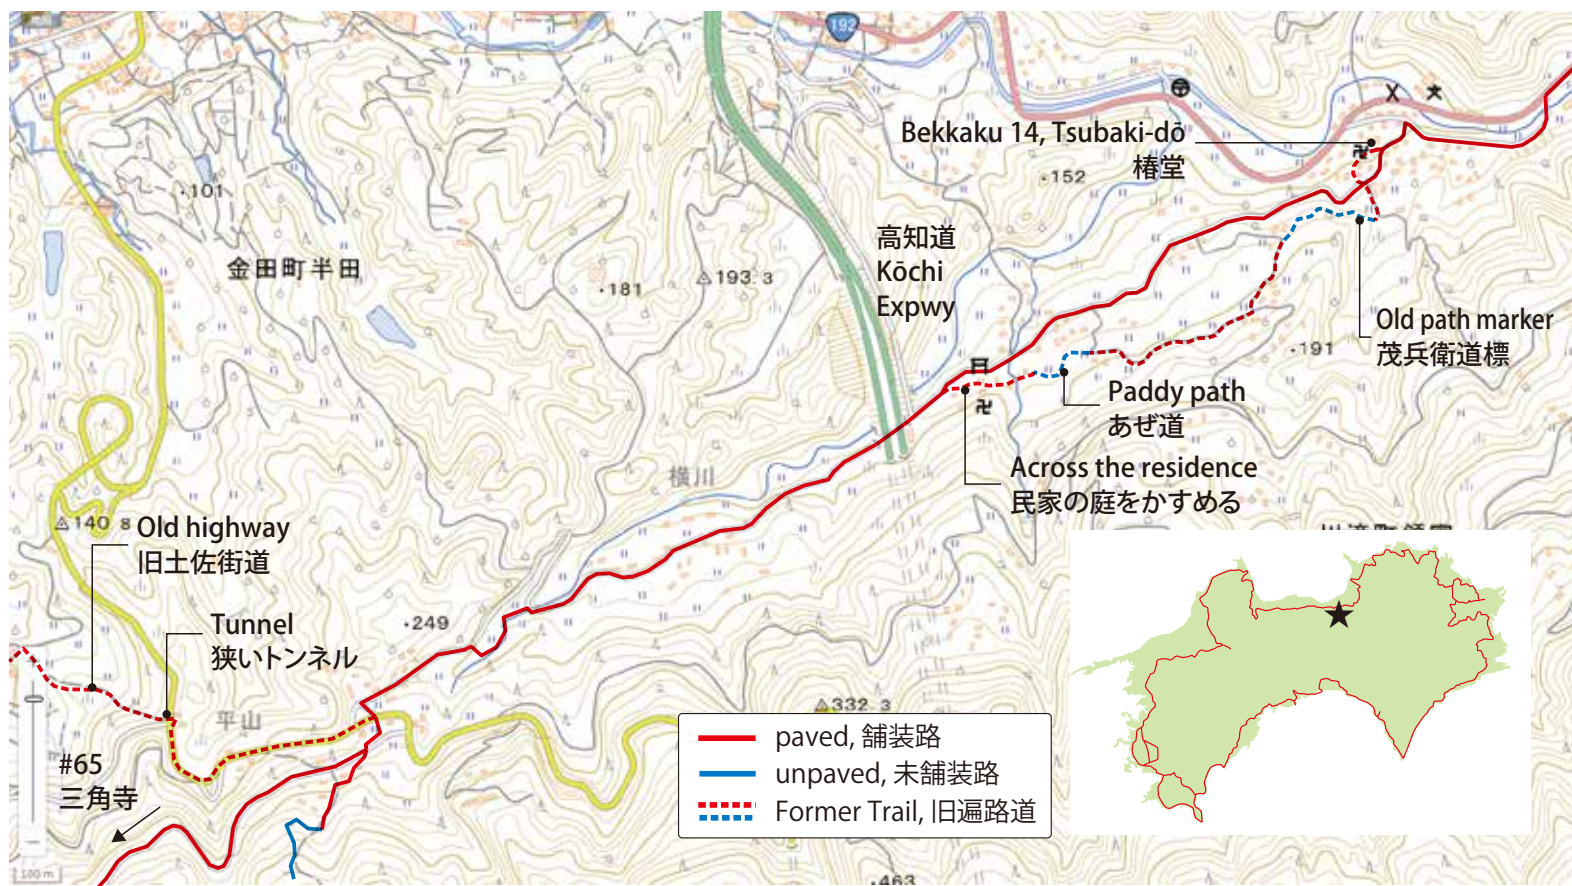 192
Bekkaku 14, Tsubaki-dō
椿堂
152
101
高知道
Kōchi
Expwy
金田町半田
181
193.3
Old path marker
茂兵衛道標
191
Paddy path
あぜ道
Across the residence
民家の庭をかすめる
横川
140.8
Old highway
旧土佐街道
Tunnel
狭いトンネル
249
平山
332.3
#65
三角寺
paved, 舗装路
unpaved, 未舗装路
Former Trail, 旧遍路道
100 m
463